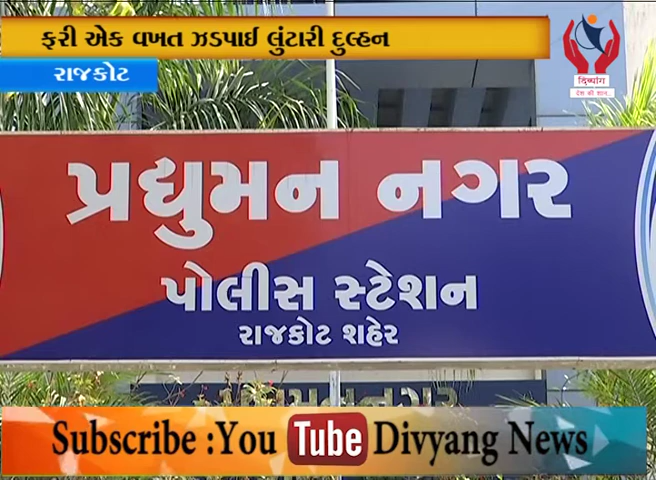 ફરી એક વખત ઝડપાઈ લુંટારી દુલ્હન
રાજકોટ
दिव्यांग
देश की शान..
પ્રદ્યુમન નગર
પોલીસ સ્ટેશન
રાજકોટ શહેર
Subscribe :You Tube Divyang News